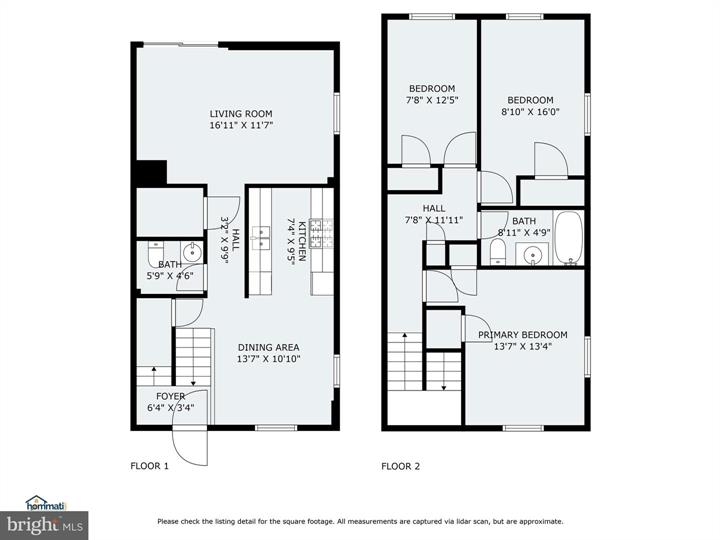 LIVING ROOM
16'11" X 11'7"
HALL
3'2" X 9'9"
KITCHEN
7'4" X 9'5"
BATH
5'9" X 4'6"
DINING AREA
13'7" X 10'10"
FOYER
6'4" X 3'4"
FLOOR 1
BEDROOM
7'8" X 12'5"
BEDROOM
8'10" X 16'0"
HALL
7'8" X 11'11"
BATH
8'11" X 4'9"
PRIMARY BEDROOM
13'7" X 13'4"
FLOOR 2
hommati
bright MLS
Please check the listing detail for the square footage. All measurements are captured via lidar scan, but are approximate.